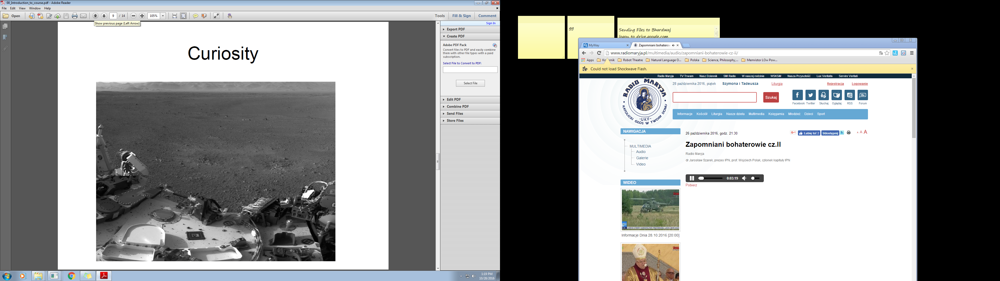 00_Introduction_to_course.pdf - Adobe Reader
File Edit View Window Help
Open 9 / 14 105% Tools Fill & Sign Comment
Show previous page (Left Arrow)
Sign In
Export PDF
Create PDF
Adobe PDF Pack
Convert files to PDF and easily combine
them with other file types with a paid
subscription.
Select File to Convert to PDF:
Select File
Edit PDF
Combine PDF
Send Files
Store Files
Curiosity
1:19 PM
10/28/2016
gg
Sending Files to Bhardwaj
logon to drive.google.com
MyWay
Zapomniani bohaterow
www.radiomaryja.pl/multimedia/audio/zapomniani-bohaterowie-cz-ii/
Apps Robot Theatre Natural Language O... Polska Science, Philosophy,... Memristor LOw Pow...
Could not load Shockwave Flash.
Radio Maryja TV Trwam Nasz Dziennik SIM Radio W naszej rodzinie WSKSiM Nasza Przyszłość Lux Veritatis Servire Veritati
RADIO MARYJA
KATOLICKI GŁOS W TWOIM DOMU
UKF
28 października 2016, piątek Szymona i Tadeusza Liturgia Rejestracja Logowanie
Szukaj
Facebook Twitter Słuchaj Oglądaj RSS Forum
Informacje Kościół Liturgia Nasze dzieła Multimedia Księgarnia Młodzież Dzieci Sport
NAWIGACJA
MULTIMEDIA
Audio
Galerie
Video
WIDEO
Informacje Dnia 28.10.2016 [20:00]
26 października 2016, godz. 21:30
G+1 Lubię to! 2 Udostępnij A A A
Zapomniani bohaterowie cz.II
Radio Maryja
dr Jarosław Szarek, prezes IPN, prof. Wojciech Polak, członek kapituły IPN
0:03:19
Pobierz